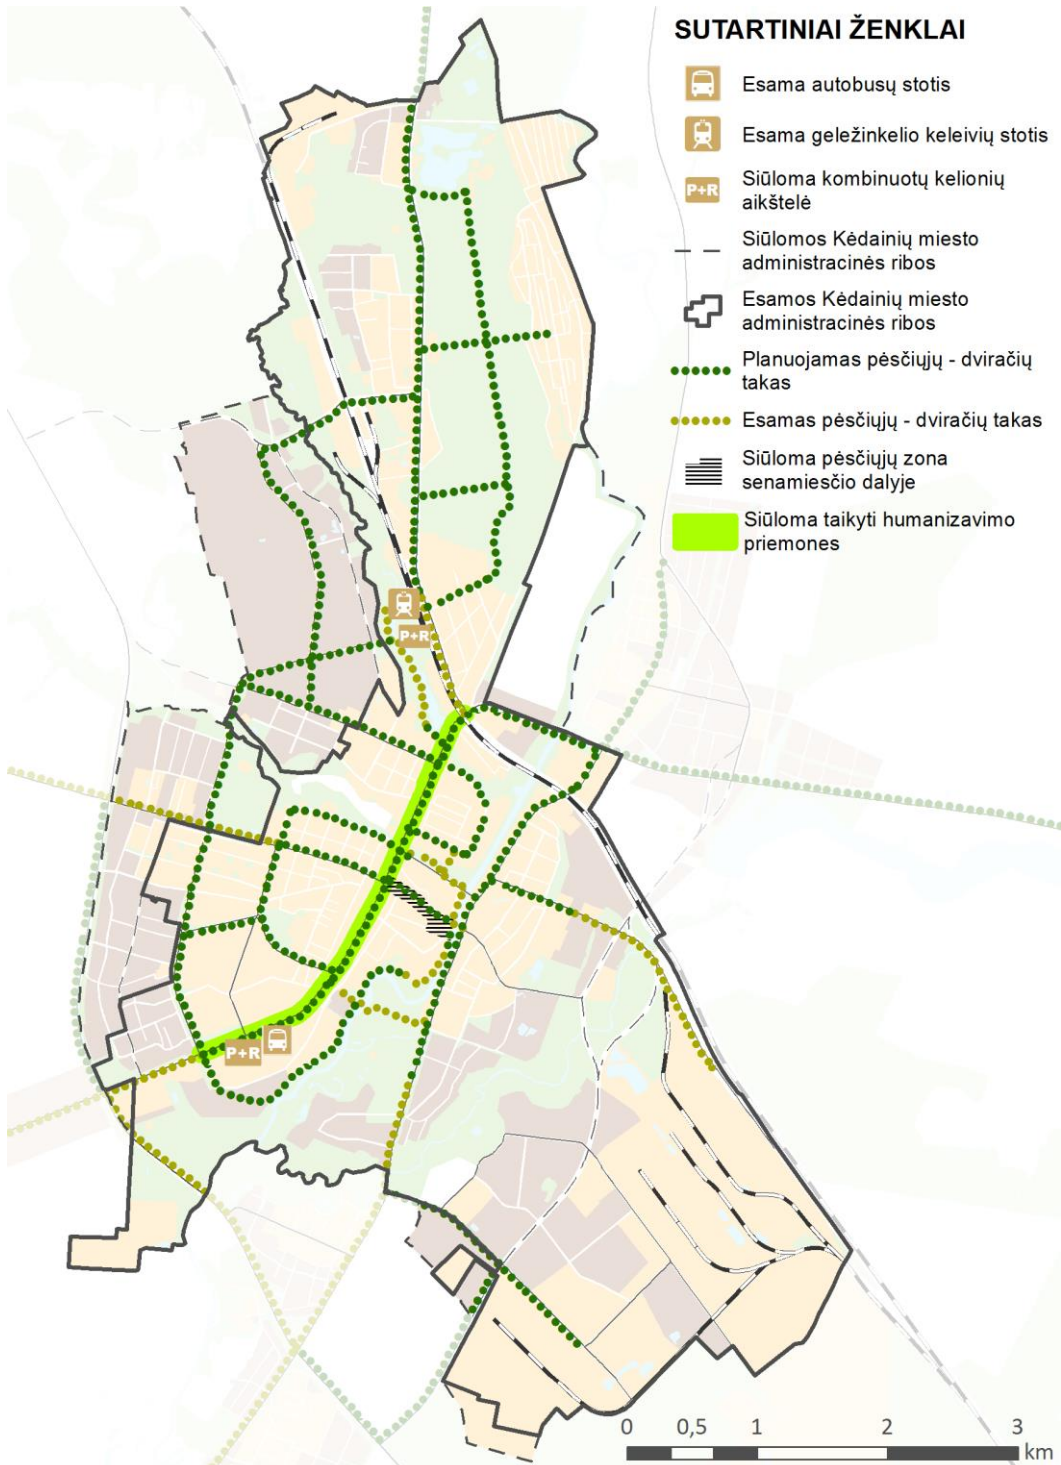 SUTARTINIAI ŽENKLAI
Esama autobusų stotis
Esama geležinkelio keleivių stotis
P+R
Siūloma kombinuotų kelionių
aikštelė
Siūlomos Kėdainių miesto
administracinės ribos
Esamos Kėdainių miesto
administracinės ribos
Planuojamas pėsčiųjų - dviračių
takas
Esamas pėsčiųjų - dviračių takas
Siūloma pėsčiųjų zona
senamiesčio dalyje
Siūloma taikyti humanizavimo
priemones
P+R
P+R
0 0,5 1 2 3
km